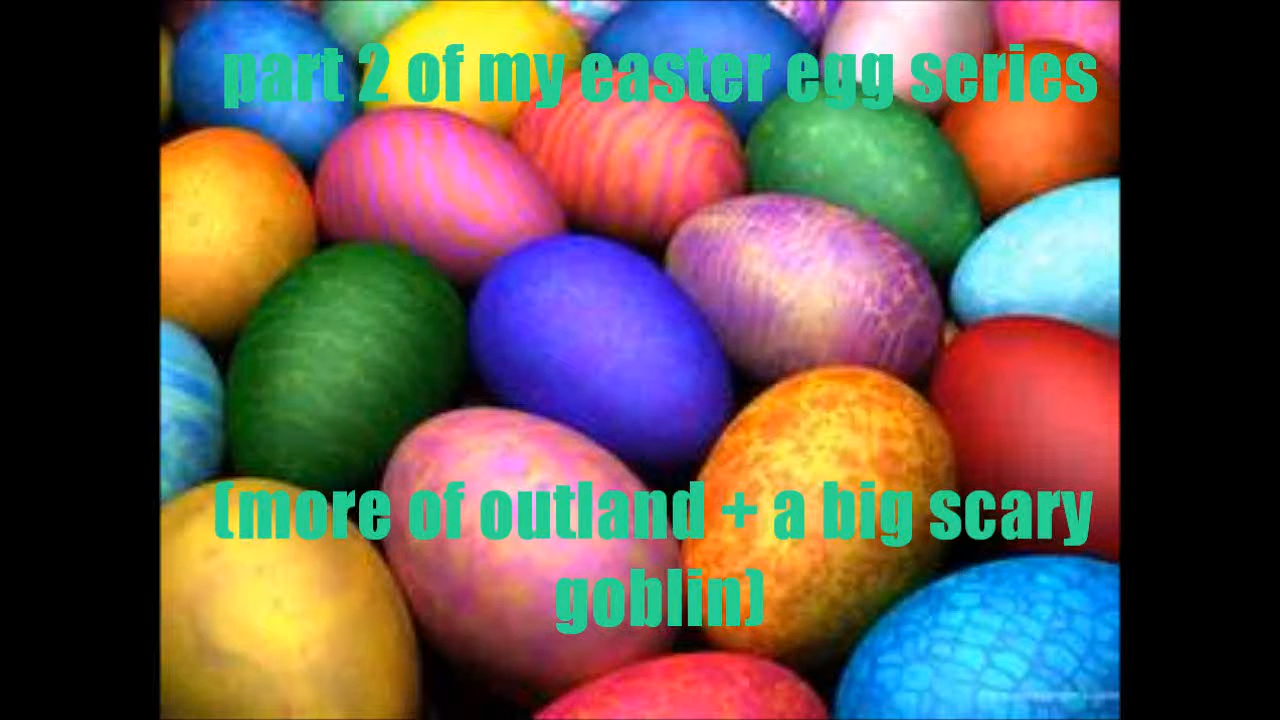 part 2 of my easter egg series
(more of outland + a big scary
goblin)